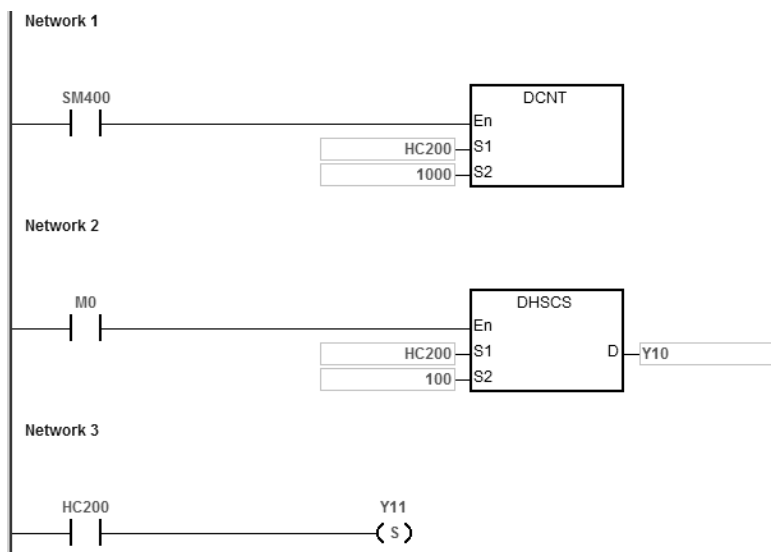 Network 1
SM400
DCNT
En
HC200 S1
1000 S2
Network 2
M0
DHSCS
En
HC200 S1 D Y10
100 S2
Network 3
HC200 Y11
S